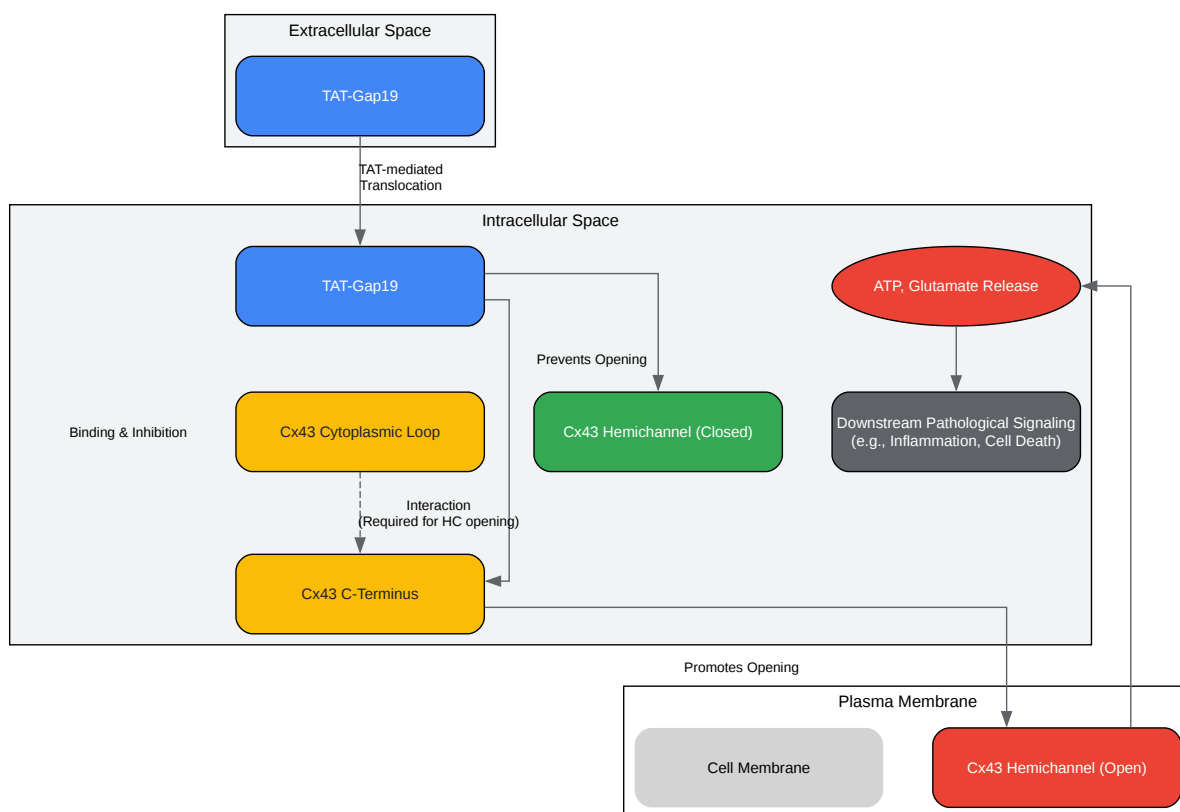 Extracellular Space
TAT-Gap19
TAT-mediated
Translocation
Intracellular Space
TAT-Gap19
ATP, Glutamate Release
Prevents Opening
Binding & Inhibition
Cx43 Cytoplasmic Loop
Cx43 Hemichannel (Closed)
Downstream Pathological Signaling
(e.g., Inflammation, Cell Death)
Interaction
(Required for HC opening)
Cx43 C-Terminus
Promotes Opening
Plasma Membrane
Cell Membrane
Cx43 Hemichannel (Open)